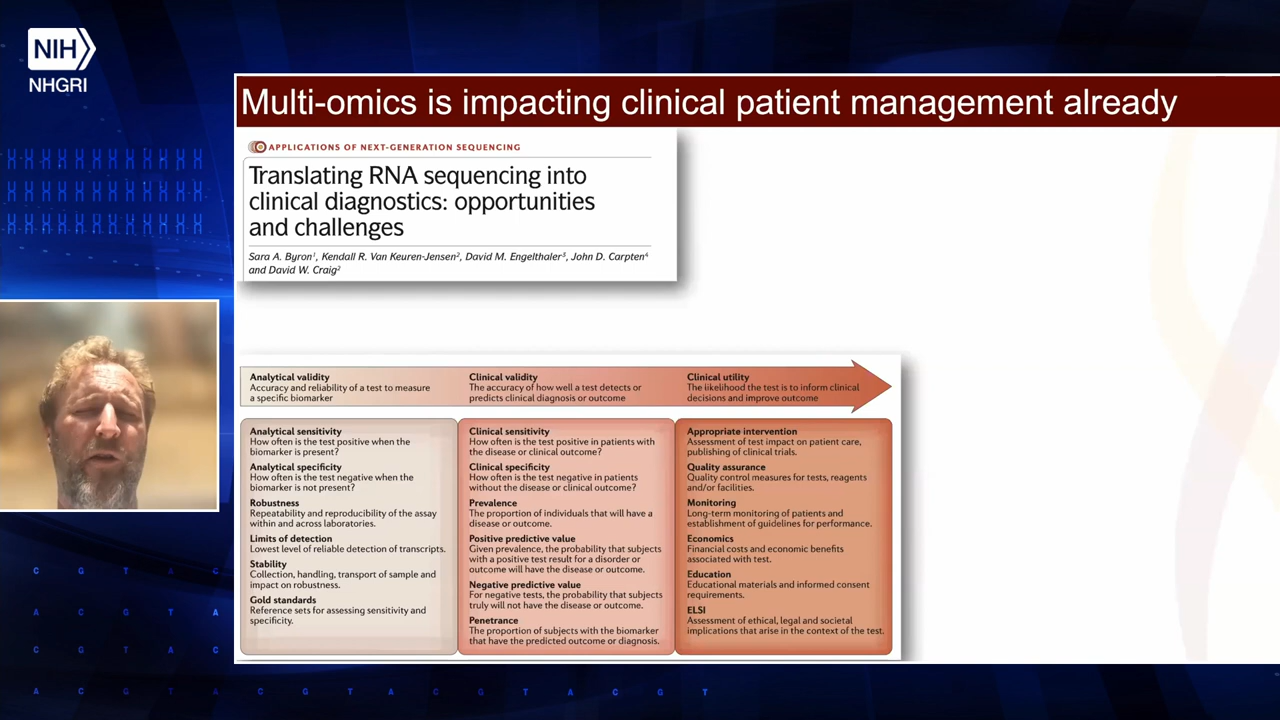 NIH
NHGRI
Multi-omics is impacting clinical patient management already
APPLICATIONS OF NEXT-GENERATION SEQUENCING
Translating RNA sequencing into
clinical diagnostics: opportunities
and challenges
Sara A. Byron¹, Kendall R. Van Keuren-Jensen², David M. Engelthaler³, John D. Carpten⁴
and David W. Craig²
Analytical validity
Accuracy and reliability of a test to measure
a specific biomarker
Clinical validity
The accuracy of how well a test detects or
predicts clinical diagnosis or outcome
Clinical utility
The likelihood the test is to inform clinical
decisions and improve outcome
Analytical sensitivity
How often is the test positive when the
biomarker is present?
Analytical specificity
How often is the test negative when the
biomarker is not present?
Robustness
Repeatability and reproducibility of the assay
within and across laboratories.
Limits of detection
Lowest level of reliable detection of transcripts.
Stability
Collection, handling, transport of sample and
impact on robustness.
Gold standards
Reference sets for assessing sensitivity and
specificity.
Clinical sensitivity
How often is the test positive in patients with
the disease or clinical outcome?
Clinical specificity
How often is the test negative in patients
without the disease or clinical outcome?
Prevalence
The proportion of individuals that will have a
disease or outcome.
Positive predictive value
Given prevalence, the probability that subjects
with a positive test result for a disorder or
outcome will have the disease or outcome.
Negative predictive value
For negative tests, the probability that subjects
truly will not have the disease or outcome.
Penetrance
The proportion of subjects with the biomarker
that have the predicted outcome or diagnosis.
Appropriate intervention
Assessment of test impact on patient care,
publishing of clinical trials.
Quality assurance
Quality control measures for tests, reagents
and/or facilities.
Monitoring
Long-term monitoring of patients and
establishment of guidelines for performance.
Economics
Financial costs and economic benefits
associated with test.
Education
Educational materials and informed consent
requirements.
ELSI
Assessment of ethical, legal and societal
implications that arise in the context of the test.
C G T A C
A C G T A
C G T A C
A C G T A C G T A C G T A C G T